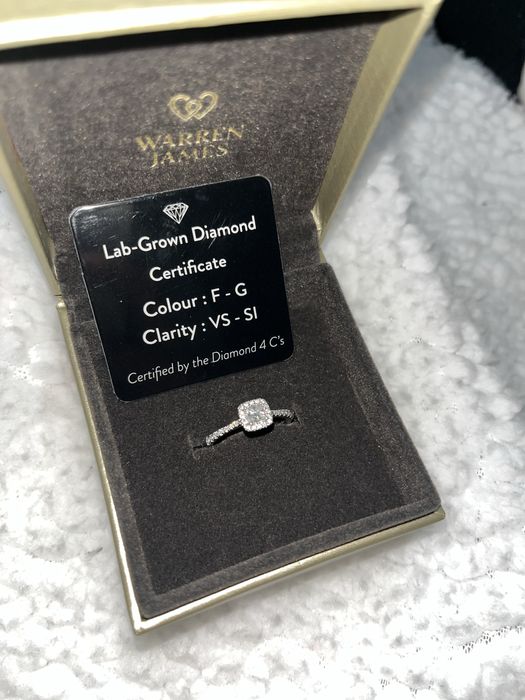 WARREN
JAMES
Lab-Grown Diamond
Certificate
Colour : F - G
Clarity : VS - SI
Certified by the Diamond 4 C's